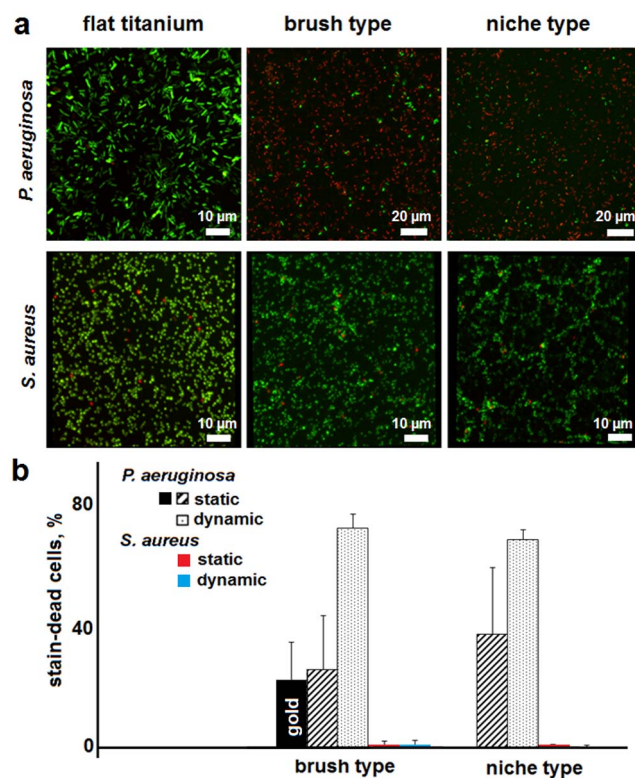 a
flat titanium brush type niche type
P. aeruginosa
10 µm 20 µm 20 µm
S. aureus
10 µm 10 µm 10 µm
b
stain-dead cells, %
80
40
0
P. aeruginosa
static
dynamic
S. aureus
static
dynamic
gold
brush type niche type